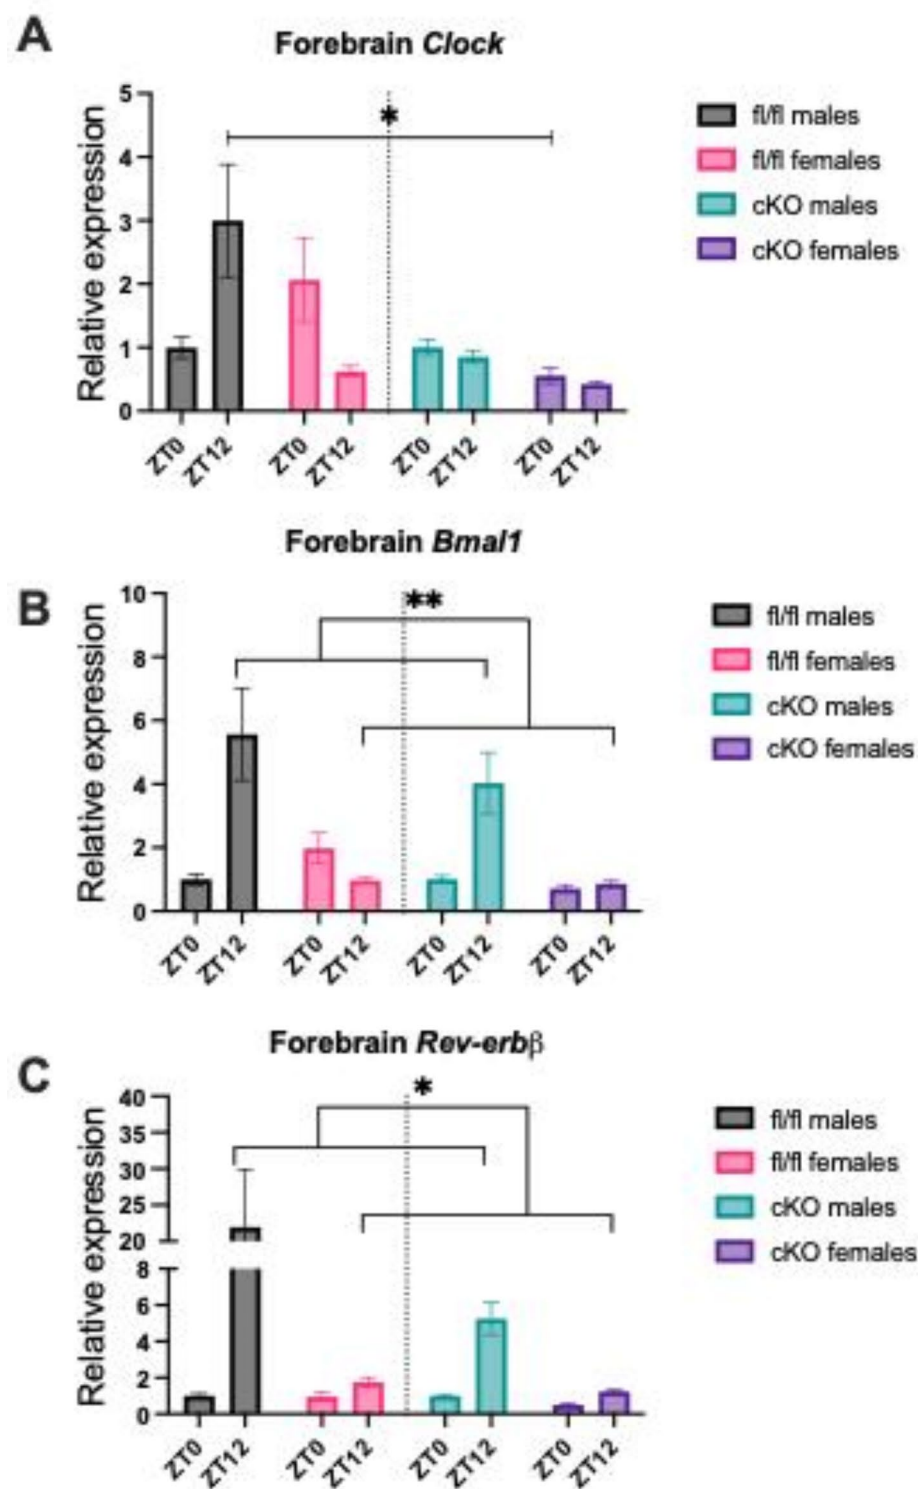 A
Forebrain Clock
Relative expression
5
4
3
2
1
0
*
ZT0
ZT12
ZT0
ZT12
ZT0
ZT12
ZT0
ZT12
fl/fl males
fl/fl females
cKO males
cKO females
B
Forebrain Bmal1
Relative expression
10
8
6
4
2
0
**
ZT0
ZT12
ZT0
ZT12
ZT0
ZT12
ZT0
ZT12
fl/fl males
fl/fl females
cKO males
cKO females
C
Forebrain Rev-erbβ
Relative expression
40
35
30
25
20
8
6
4
2
0
*
ZT0
ZT12
ZT0
ZT12
ZT0
ZT12
ZT0
ZT12
fl/fl males
fl/fl females
cKO males
cKO females